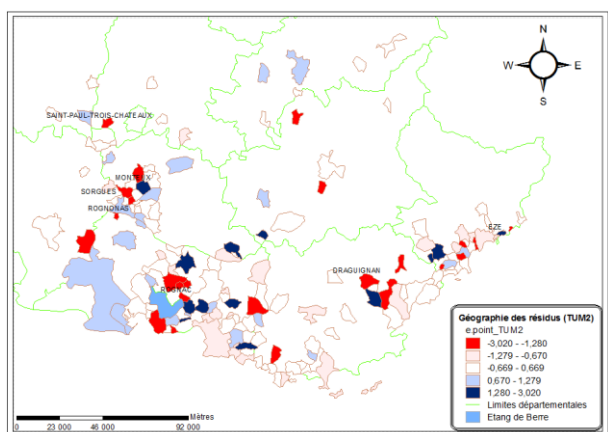 N
W E
S
SAINT-PAUL-TROIS-CHATEAUX
MONTEUX
SORGUES
ROGNONAS
EZE
DRAGUIGNAN
ROGNAC
Géographie des résidus (TUM2)
e point_TUM2
-3,020 - -1,280
-1,279 - -0,670
-0,669 - 0,669
0,670 - 1,279
1,280 - 3,020
Limites départementales
Etang de Berre
Mètres
0 23 000 46 000 92 000